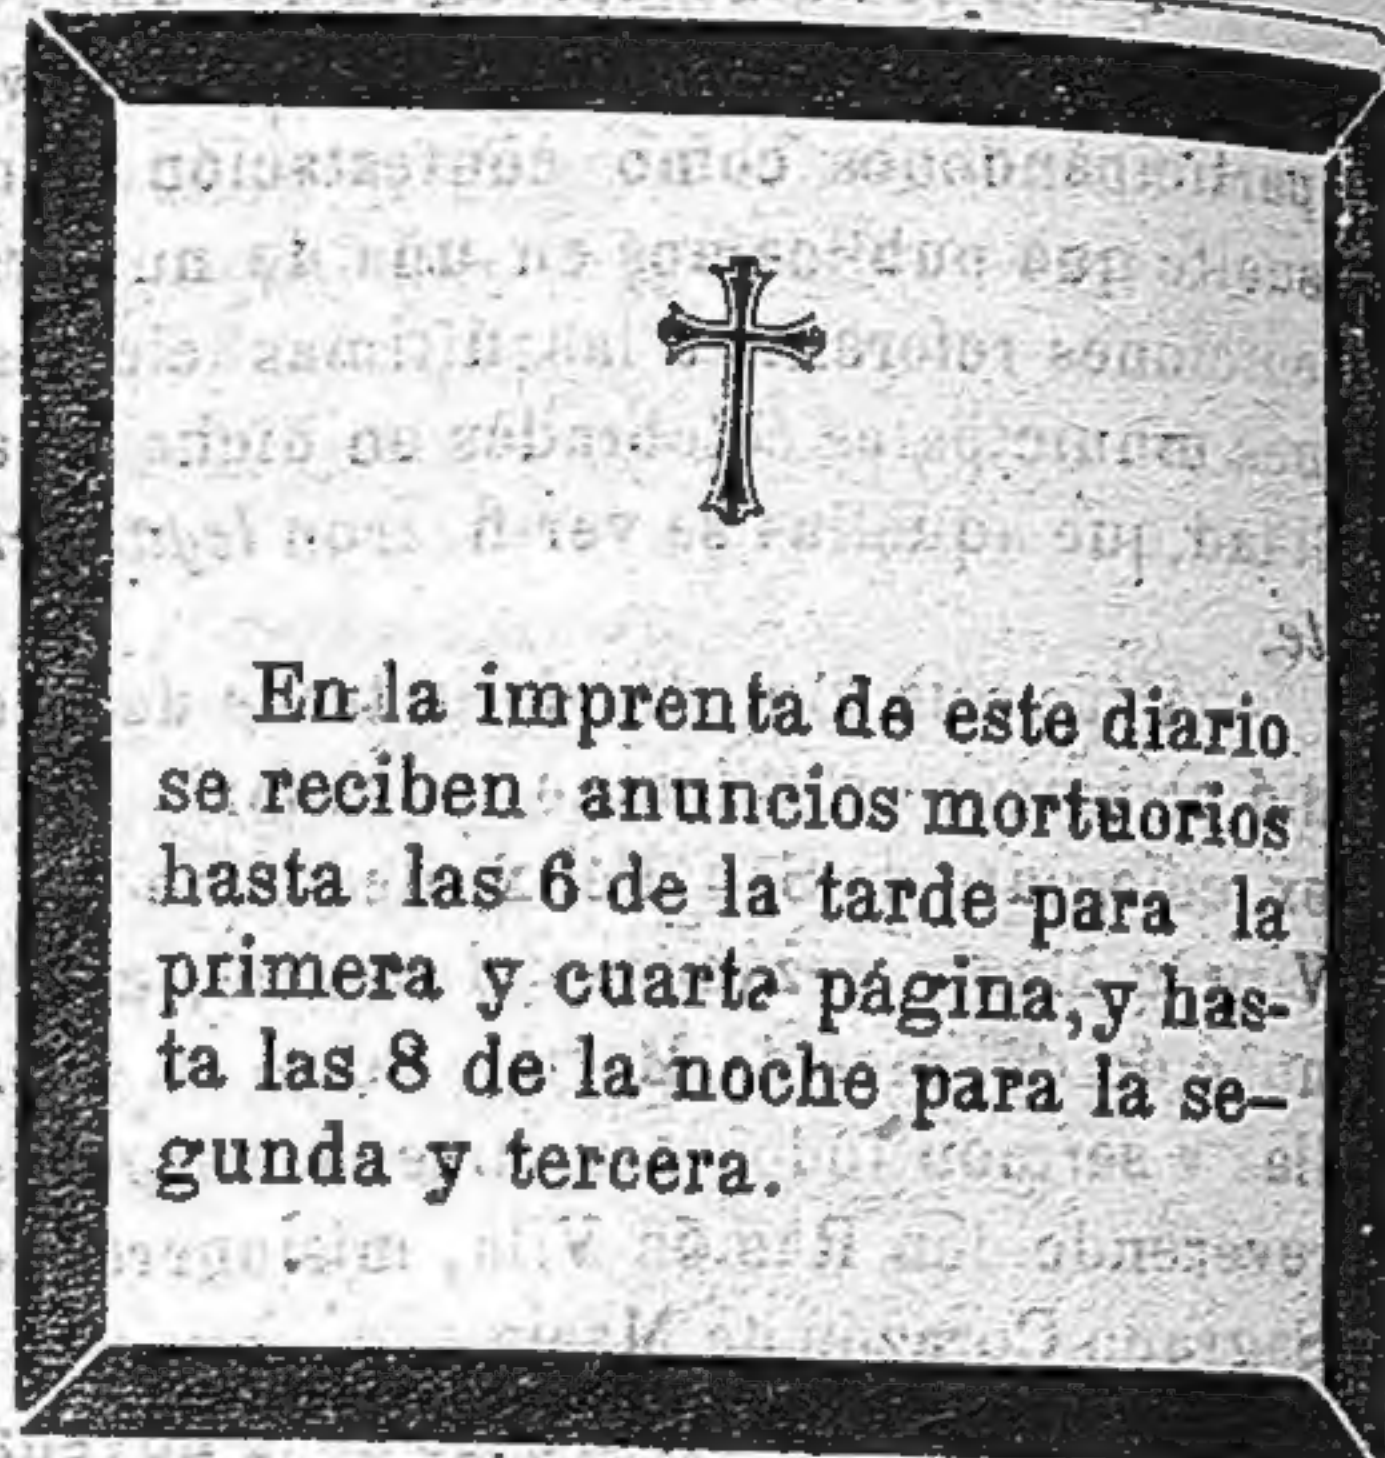 En la imprenta de este diario
se reciben anuncios mortuorios
hasta las 6 de la tarde para la
primera y cuarta página, y has-
ta las 8 de la noche para la se-
gunda y tercera.